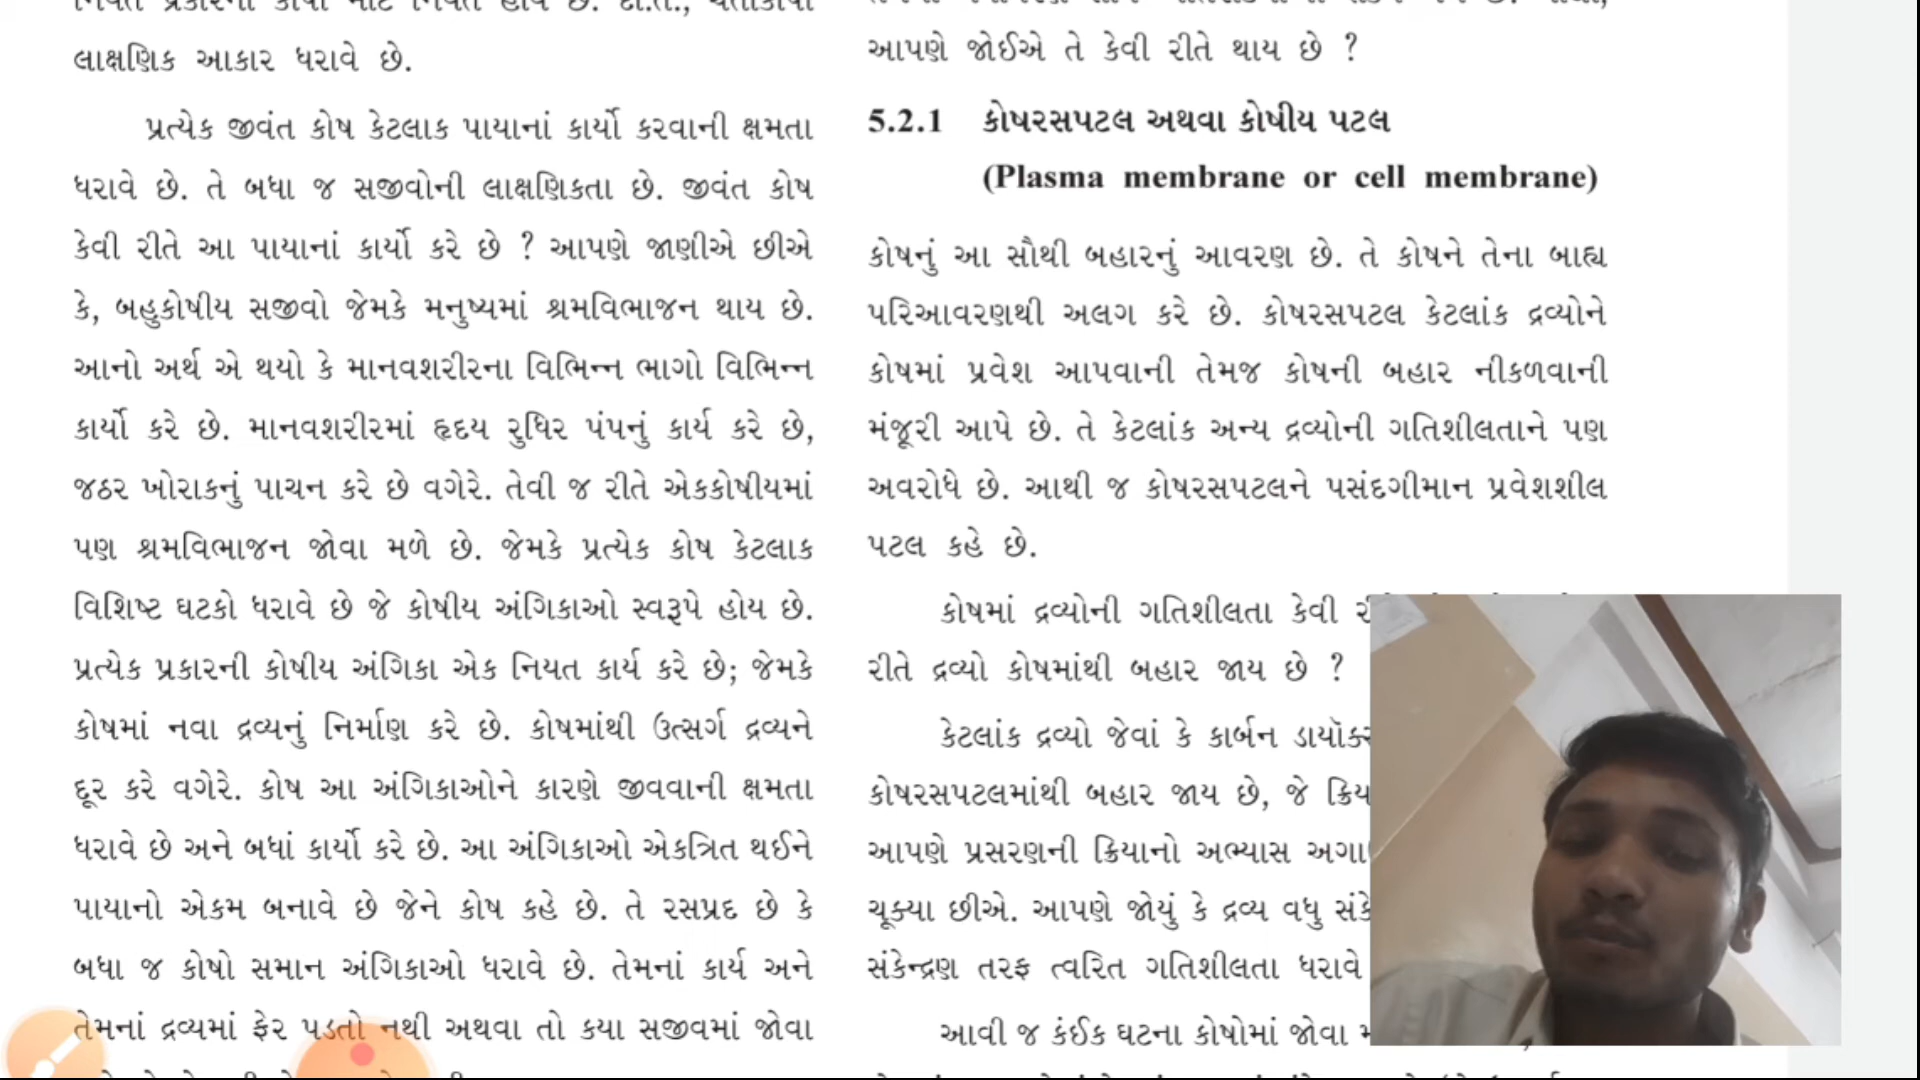 લાક્ષણિક આકાર ધરાવે છે.
પ્રત્યેક જીવંત કોષ કેટલાક પાયાનાં કાર્યો કરવાની ક્ષમતા
ધરાવે છે. તે બધા જ સજીવોની લાક્ષણિકતા છે. જીવંત કોષ
કેવી રીતે આ પાયાનાં કાર્યો કરે છે ? આપણે જાણીએ છીએ
કે, બહુકોષીય સજીવો જેમકે મનુષ્યમાં શ્રમવિભાજન થાય છે.
આનો અર્થ એ થયો કે માનવશરીરના વિભિન્ન ભાગો વિભિન્ન
કાર્યો કરે છે. માનવશરીરમાં હૃદય રુધિર પંપનું કાર્ય કરે છે,
જઠર ખોરાકનું પાચન કરે છે વગેરે. તેવી જ રીતે એકકોષીયમાં
પણ શ્રમવિભાજન જોવા મળે છે. જેમકે પ્રત્યેક કોષ કેટલાક
વિશિષ્ટ ઘટકો ધરાવે છે જે કોષીય અંગિકાઓ સ્વરૂપે હોય છે.
પ્રત્યેક પ્રકારની કોષીય અંગિકા એક નિયત કાર્ય કરે છે; જેમકે
કોષમાં નવા દ્રવ્યનું નિર્માણ કરે છે. કોષમાંથી ઉત્સર્ગ દ્રવ્યને
દૂર કરે વગેરે. કોષ આ અંગિકાઓને કારણે જીવવાની ક્ષમતા
ધરાવે છે અને બધાં કાર્યો કરે છે. આ અંગિકાઓ એકત્રિત થઈને
પાયાનો એકમ બનાવે છે જેને કોષ કહે છે. તે રસપ્રદ છે કે
બધા જ કોષો સમાન અંગિકાઓ ધરાવે છે. તેમનાં કાર્ય અને
તેમનાં દ્રવ્યમાં ફેર પડતો નથી અથવા તો કયા સજીવમાં જોવા
આપણે જોઈએ તે કેવી રીતે થાય છે ?
5.2.1 કોષરસપટલ અથવા કોષીય પટલ
(Plasma membrane or cell membrane)
કોષનું આ સૌથી બહારનું આવરણ છે. તે કોષને તેના બાહ્ય
પરિઆવરણથી અલગ કરે છે. કોષરસપટલ કેટલાંક દ્રવ્યોને
કોષમાં પ્રવેશ આપવાની તેમજ કોષની બહાર નીકળવાની
મંજૂરી આપે છે. તે કેટલાંક અન્ય દ્રવ્યોની ગતિશીલતાને પણ
અવરોધે છે. આથી જ કોષરસપટલને પસંદગીમાન પ્રવેશશીલ
પટલ કહે છે.
કોષમાં દ્રવ્યોની ગતિશીલતા કેવી
રીતે દ્રવ્યો કોષમાંથી બહાર જાય છે ?
કેટલાંક દ્રવ્યો જેવાં કે કાર્બન
કોષરસપટલમાંથી બહાર જાય છે, જે
આપણે પ્રસરણની ક્રિયાનો અભ્યાસ
ચૂક્યા છીએ. આપણે જોયું કે દ્રવ્ય વધુ
સંકેન્દ્રણ તરફ ત્વરિત ગતિશીલતા ધરાવે
આવી જ કંઈક ઘટના કોષોમાં જોવા